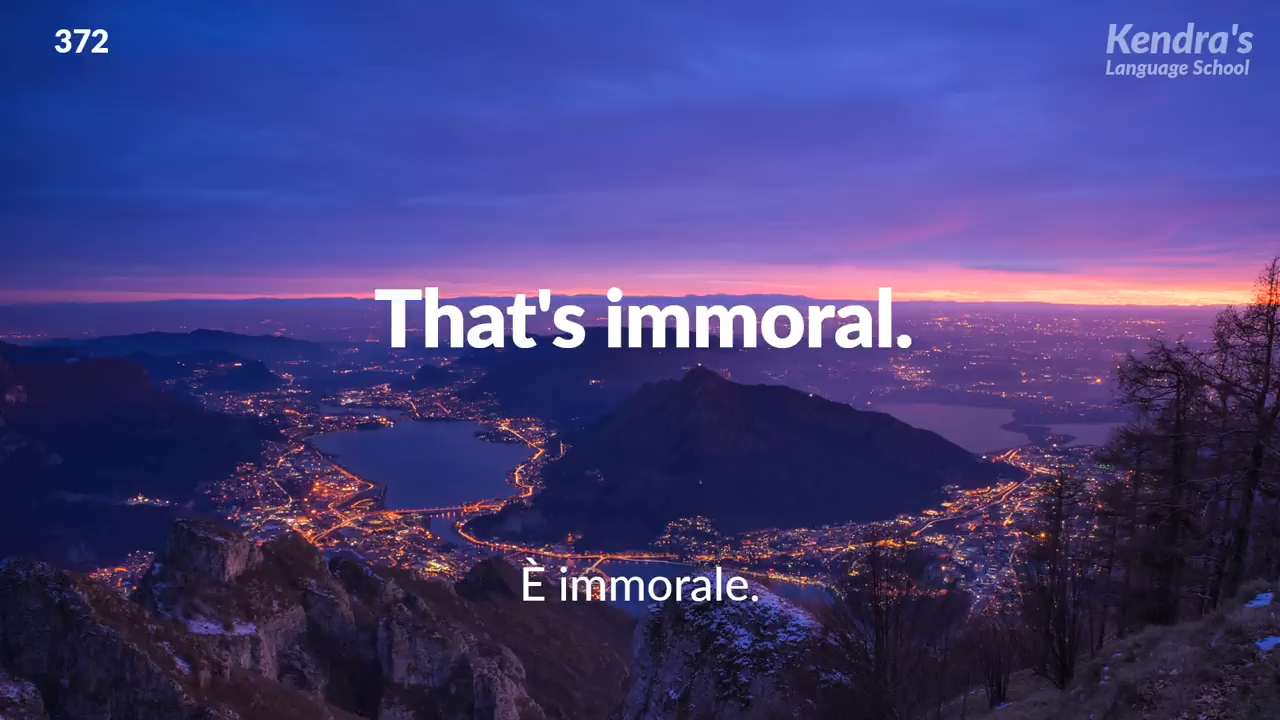 372
Kendra's
Language School
That's immoral.
È immorale.